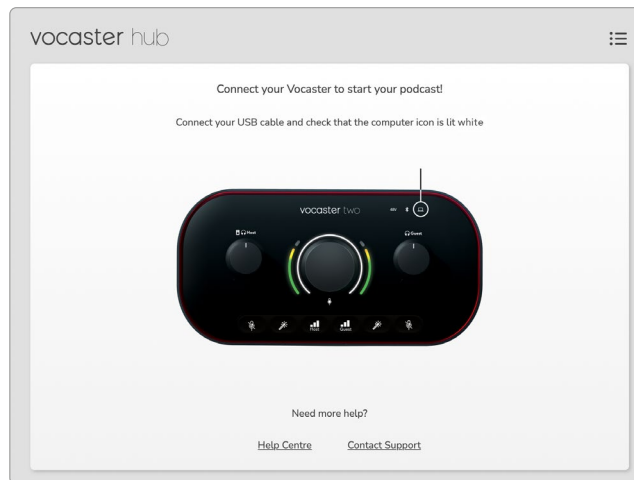 vocaster hub
Connect your Vocaster to start your podcast!
Connect your USB cable and check that the computer icon is lit white
vocaster two
48V
Host
Guest
Host
Guest
Need more help?
Help Centre Contact Support